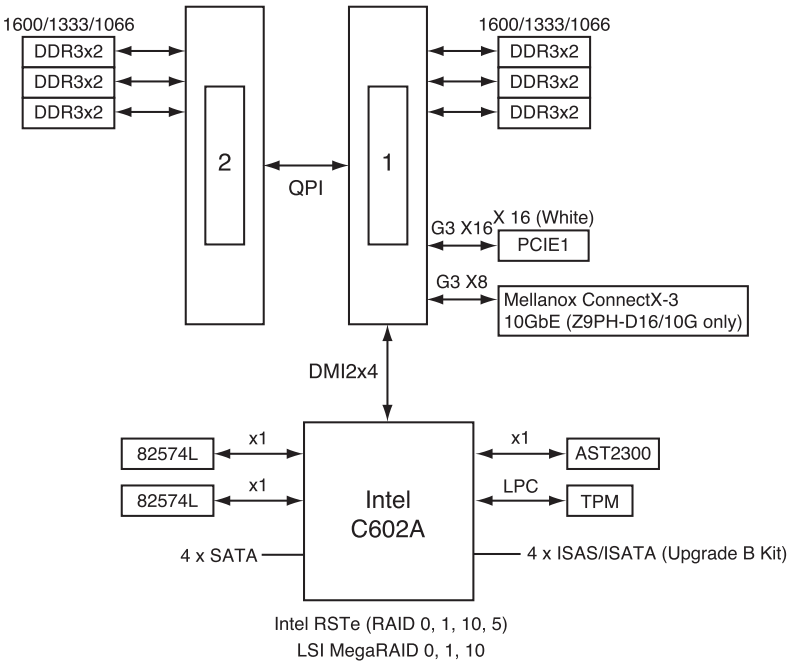 1600/1333/1066
1600/1333/1066
DDR3x2
DDR3x2
DDR3x2
DDR3x2
DDR3x2
DDR3x2
2
1
QPI
X 16 (White)
G3 X16
PCIE1
G3 X8
Mellanox ConnectX-3
10GbE (Z9PH-D16/10G only)
DMI2x4
82574L
x1
x1
AST2300
82574L
x1
Intel
C602A
LPC
TPM
4 x SATA
4 x ISAS/ISATA (Upgrade B Kit)
Intel RSTe (RAID 0, 1, 10, 5)
LSI MegaRAID 0, 1, 10